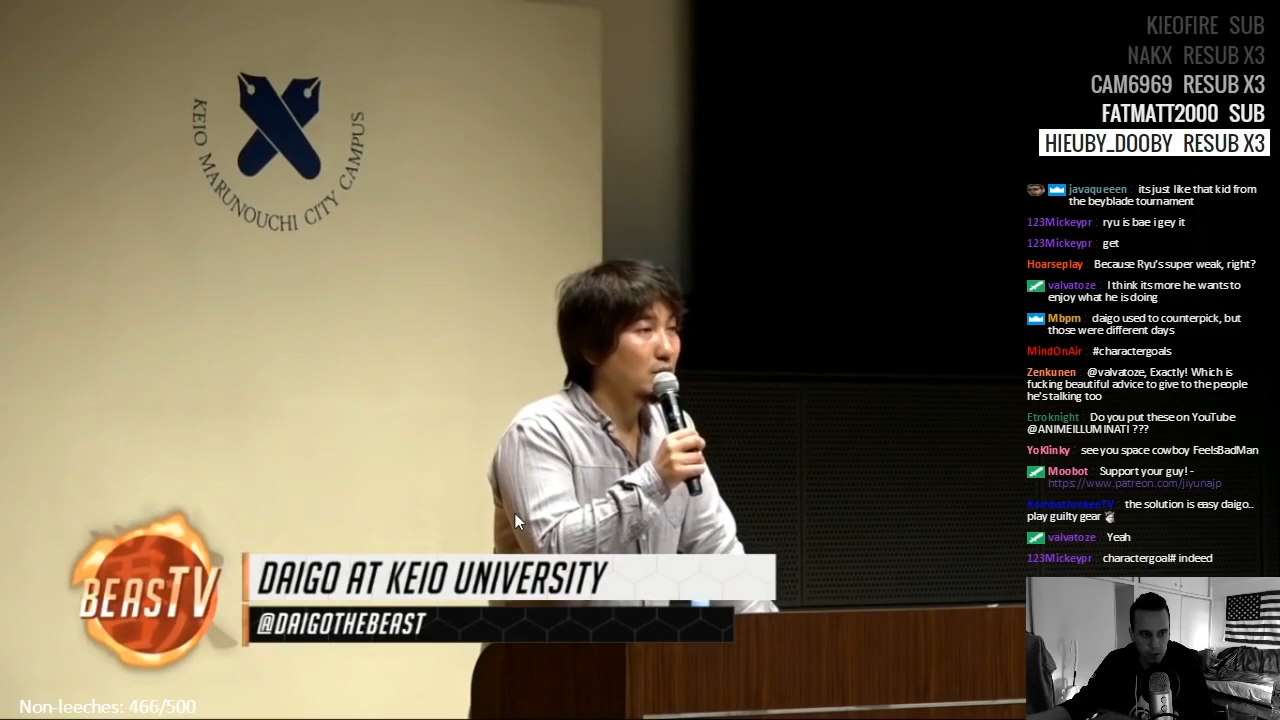 KEIO MARUNOUCHI CITY CAMPUS
BEASTV
DAIGO AT KEIO UNIVERSITY
@DAIGOTHEBEAST
Non-leeches: 466/500
KIEOFIRE SUB
NAKX RESUB X3
CAM6969 RESUB X3
FATMATT2000 SUB
HIEUBY_DOOBY RESUB X3
javaqueeen : its just like that kid from
the beyblade tournament
123Mickeypr : ryu is bae i gey it
123Mickeypr : get
Hoarseplay : Because Ryu's super weak, right?
valvatoze : I think its more he wants to
enjoy what he is doing
Mbpm : daigo used to counterpick, but
those were different days
MindOnAir : #charactergoals
Zenkunen : @valvatoze, Exactly! Which is
fucking beautiful advice to give to the people
he's talking too
Etroknight : Do you put these on YouTube
@ANIMEILLUMINATI ???
YoKlinky : see you space cowboy FeelsBadMan
Moobot : Support your guy! -
https://www.patreon.com/jiyunajp
KombatJunkeeTV : the solution is easy daigo..
play guilty gear
valvatoze : Yeah
123Mickeypr : charactergoal# indeed